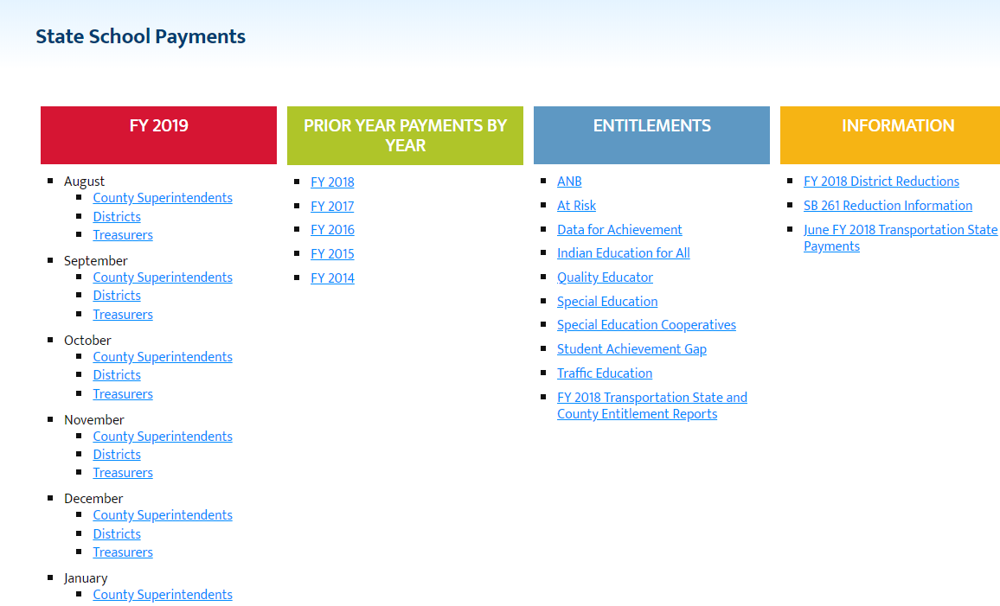 State School Payments
FY 2019
August
County Superintendents
Districts
Treasurers
September
County Superintendents
Districts
Treasurers
October
County Superintendents
Districts
Treasurers
November
County Superintendents
Districts
Treasurers
December
County Superintendents
Districts
Treasurers
January
County Superintendents
PRIOR YEAR PAYMENTS BY
YEAR
FY 2018
FY 2017
FY 2016
FY 2015
FY 2014
ENTITLEMENTS
ANB
At Risk
Data for Achievement
Indian Education for All
Quality Educator
Special Education
Special Education Cooperatives
Student Achievement Gap
Traffic Education
FY 2018 Transportation State and
County Entitlement Reports
INFORMATION
FY 2018 District Reductions
SB 261 Reduction Information
June FY 2018 Transportation State
Payments